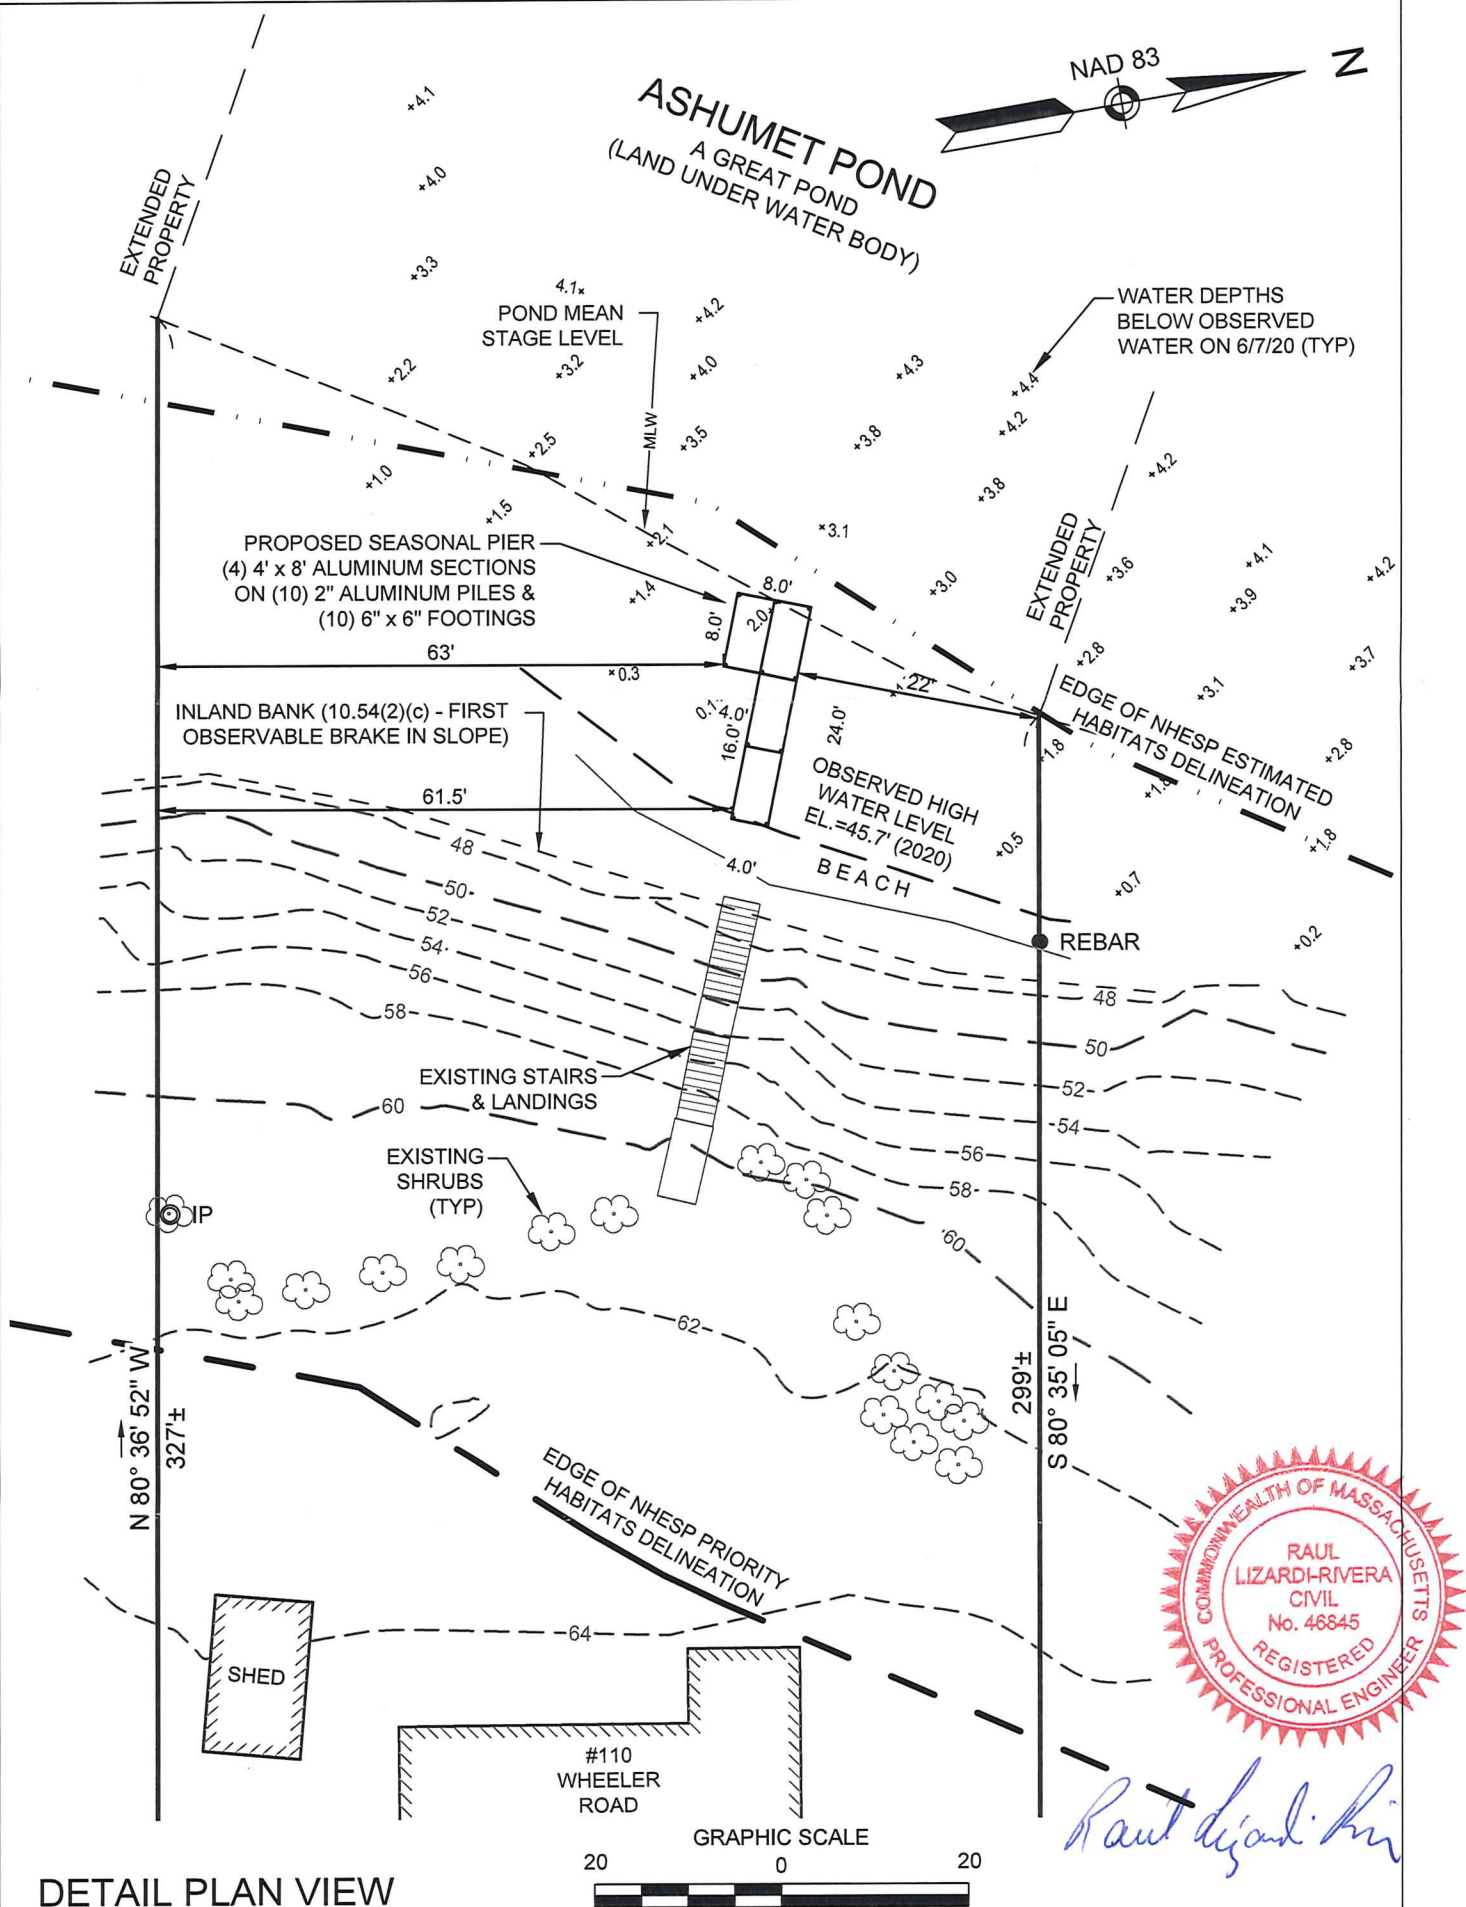 NAD 83
N
ASHUMET POND
A GREAT POND
(LAND UNDER WATER BODY)
EXTENDED
PROPERTY
+4.1
+4.0
+3.3
4.1×
POND MEAN
STAGE LEVEL
+4.2
WATER DEPTHS
BELOW OBSERVED
WATER ON 6/7/20 (TYP)
+2.2
+3.2
+4.0
+4.3
+4.4
+4.2
MLW
+2.5
+3.5
+3.8
+1.0
+4.2
+3.8
+1.5
×3.1
+2.1
PROPOSED SEASONAL PIER
(4) 4' x 8' ALUMINUM SECTIONS
ON (10) 2" ALUMINUM PILES &
(10) 6" x 6" FOOTINGS
+1.4
8.0'
8.0'
2.0
+3.0
EXTENDED
PROPERTY
+3.6
+4.1
+4.2
+3.9
63'
×0.3
22'
+2.8
+3.7
+3.1
INLAND BANK (10.54(2)(c) - FIRST
OBSERVABLE BRAKE IN SLOPE)
0.1
4.0'
16.0'
24.0'
EDGE OF NHESP ESTIMATED
HABITATS DELINEATION
+1.8
+1.8
+2.8
+1.8
61.5'
OBSERVED HIGH
WATER LEVEL
EL.=45.7' (2020)
BEACH
4.0'
+0.5
+0.7
+0.2
REBAR
48
50
52
54
56
58
60
48
50
52
54
56
58
60
EXISTING STAIRS
& LANDINGS
EXISTING
SHRUBS
(TYP)
IP
62
N 80° 36' 52" W
327'±
299'±
S 80° 35' 05" E
EDGE OF NHESP PRIORITY
HABITATS DELINEATION
64
SHED
#110
WHEELER
ROAD
COMMONWEALTH OF MASSACHUSETTS
RAUL
LIZARDI-RIVERA
CIVIL
No. 46845
REGISTERED
PROFESSIONAL ENGINEER
GRAPHIC SCALE
20 0 20
DETAIL PLAN VIEW